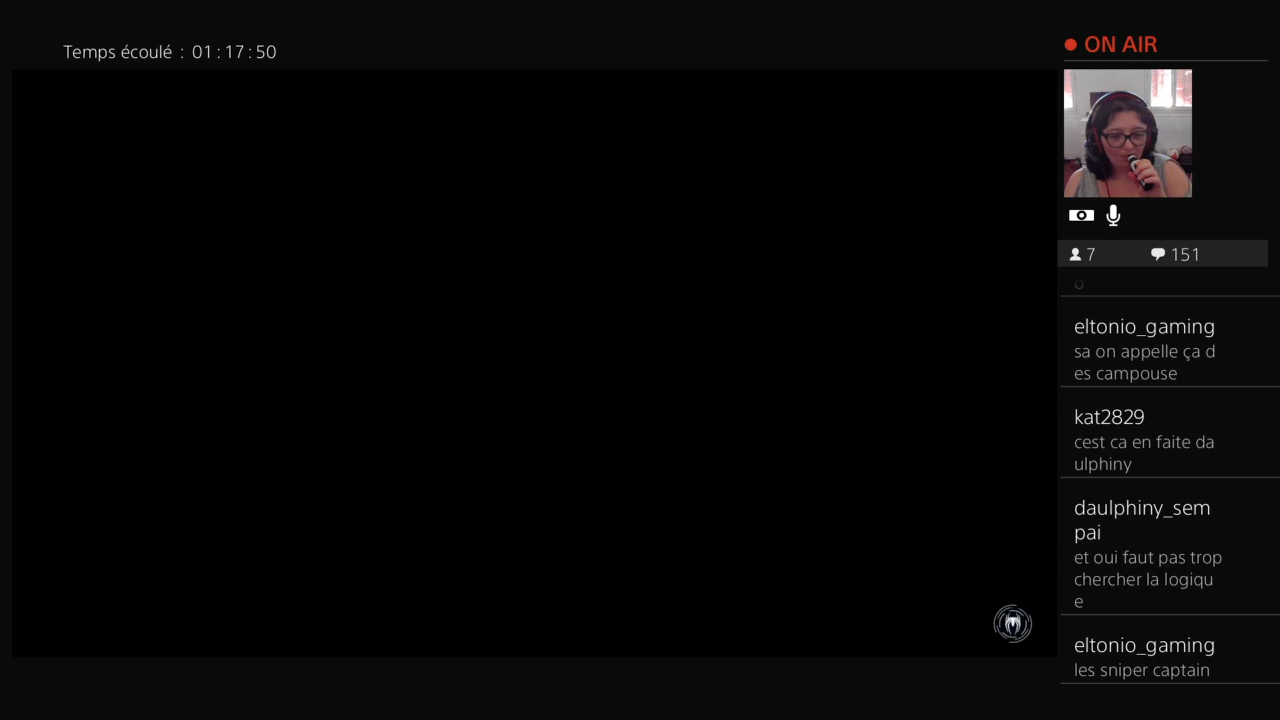 Temps écoulé : 01:17:50
ON AIR
7 151
eltonio_gaming
sa on appelle ça d
es campouse
kat2829
cest ca en faite da
ulphiny
daulphiny_sem
pai
et oui faut pas trop
chercher la logiqu
e
eltonio_gaming
les sniper captain